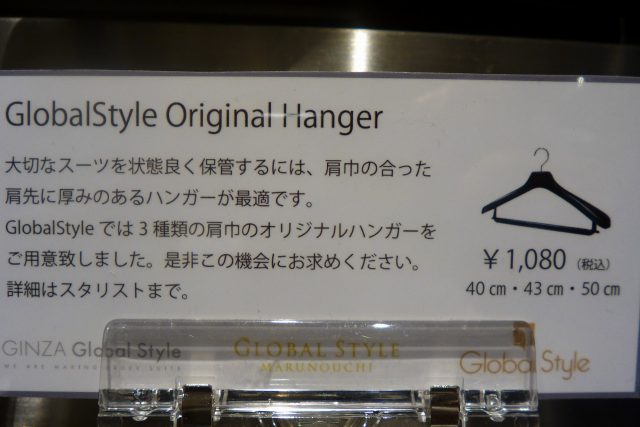 GlobalStyle Original Hanger
大切なスーツを状態良く保管するには、肩巾の合った
肩先に厚みのあるハンガーが最適です。
GlobalStyle では 3 種類の肩巾のオリジナルハンガーを
ご用意致しました。是非この機会にお求めください。
詳細はスタリストまで。
¥ 1,080 (税込)
40 cm・43 cm・50 cm
GINZA Global Style
GLOBAL STYLE
MARUNOUCHI
Global Style